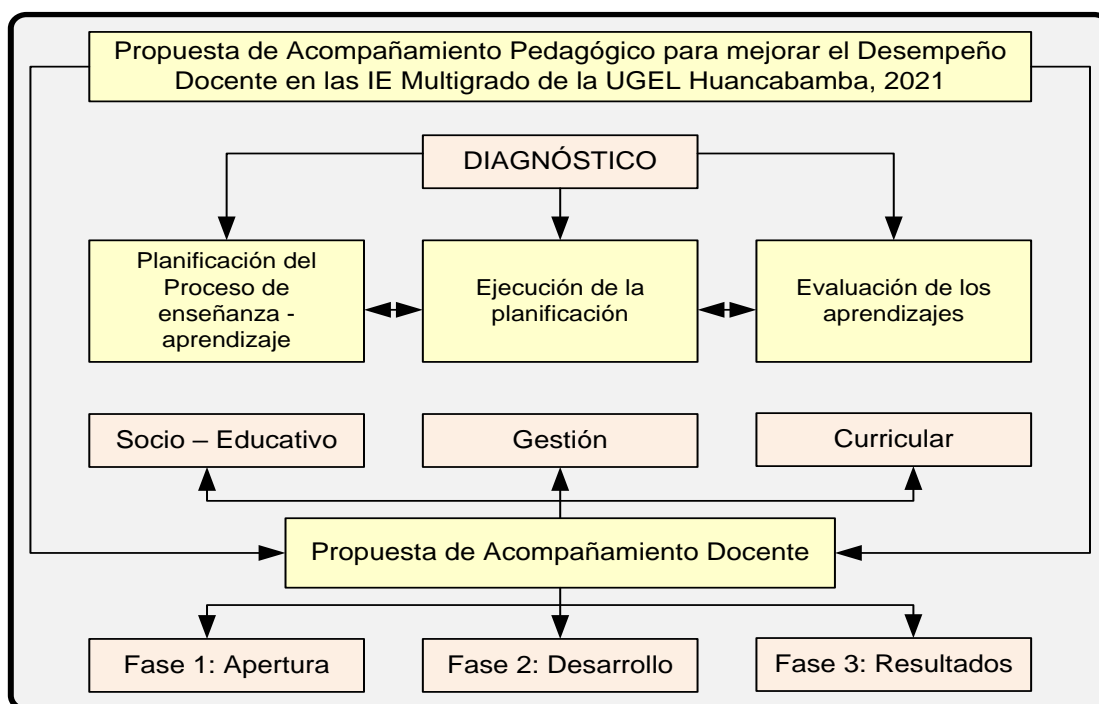 Propuesta de Acompañamiento Pedagógico para mejorar el Desempeño
Docente en las IE Multigrado de la UGEL Huancabamba, 2021
DIAGNÓSTICO
Planificación del
Proceso de
enseñanza -
aprendizaje
Ejecución de la
planificación
Evaluación de los
aprendizajes
Socio – Educativo
Gestión
Curricular
Propuesta de Acompañamiento Docente
Fase 1: Apertura
Fase 2: Desarrollo
Fase 3: Resultados